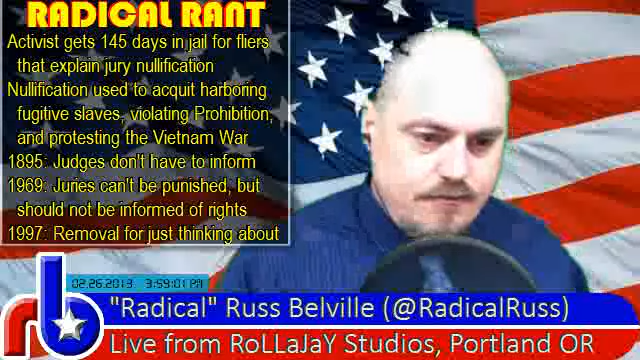 RADICAL RANT
Activist gets 145 days in jail for fliers
that explain jury nullification
Nullification used to acquit harboring
fugitive slaves, violating Prohibition,
and protesting the Vietnam War
1895: Judges don't have to inform
1969: Juries can't be punished, but
should not be informed of rights
1997: Removal for just thinking about
02.26.2013 3:59:01 PM
rb
"Radical" Russ Belville (@RadicalRuss)
Live from RoLLaJaY Studios, Portland OR